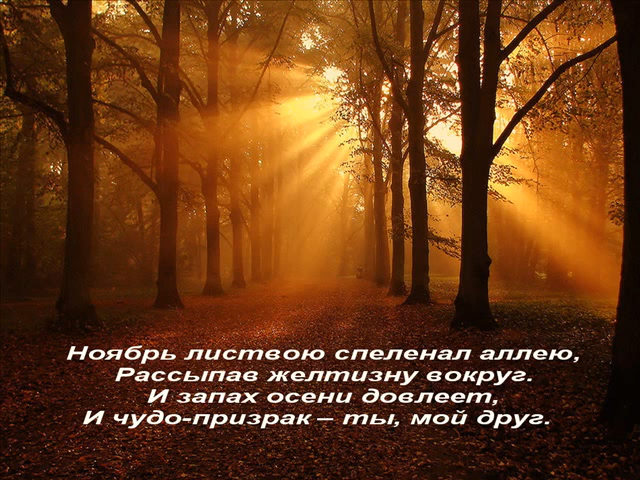 Ноябрь листвою спеленал аллею,
Рассыпав желтизну вокруг.
И запах осени довлеет,
И чудо-призрак – ты, мой друг.